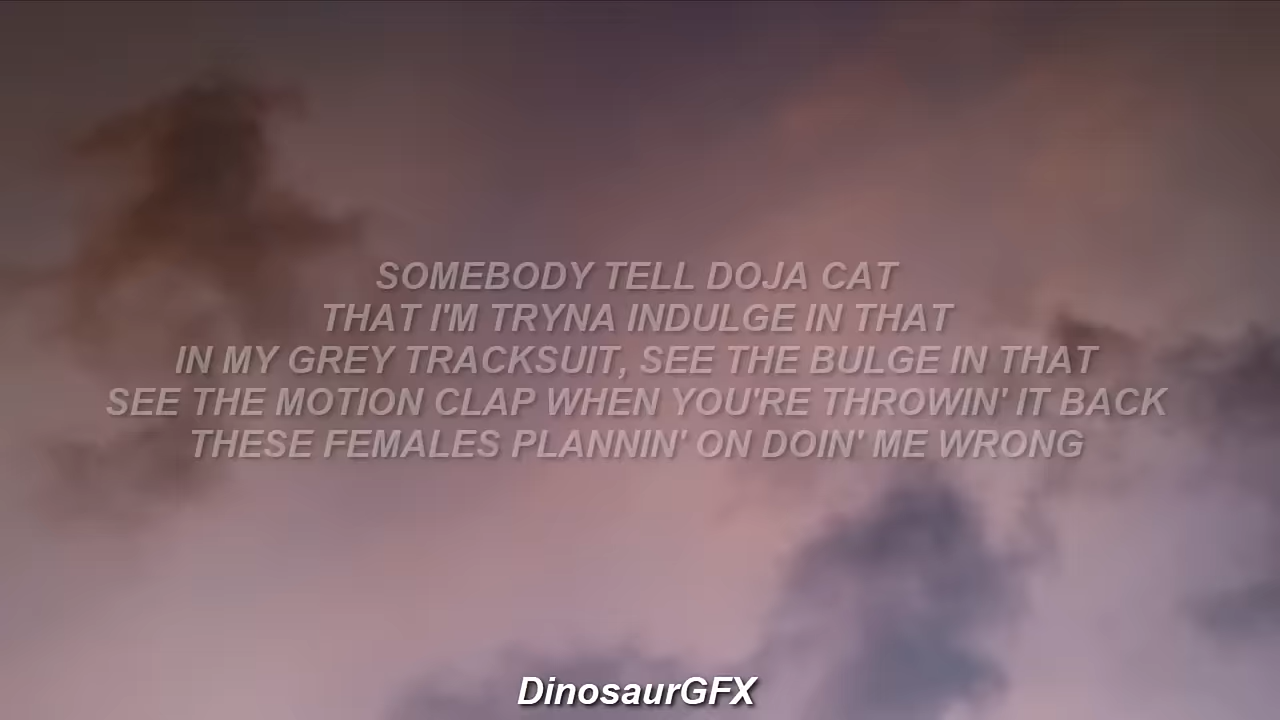 SOMEBODY TELL DOJA CAT
THAT I'M TRYNA INDULGE IN THAT
IN MY GREY TRACKSUIT, SEE THE BULGE IN THAT
SEE THE MOTION CLAP WHEN YOU'RE THROWIN' IT BACK
THESE FEMALES PLANNIN' ON DOIN' ME WRONG
DinosaurGFX